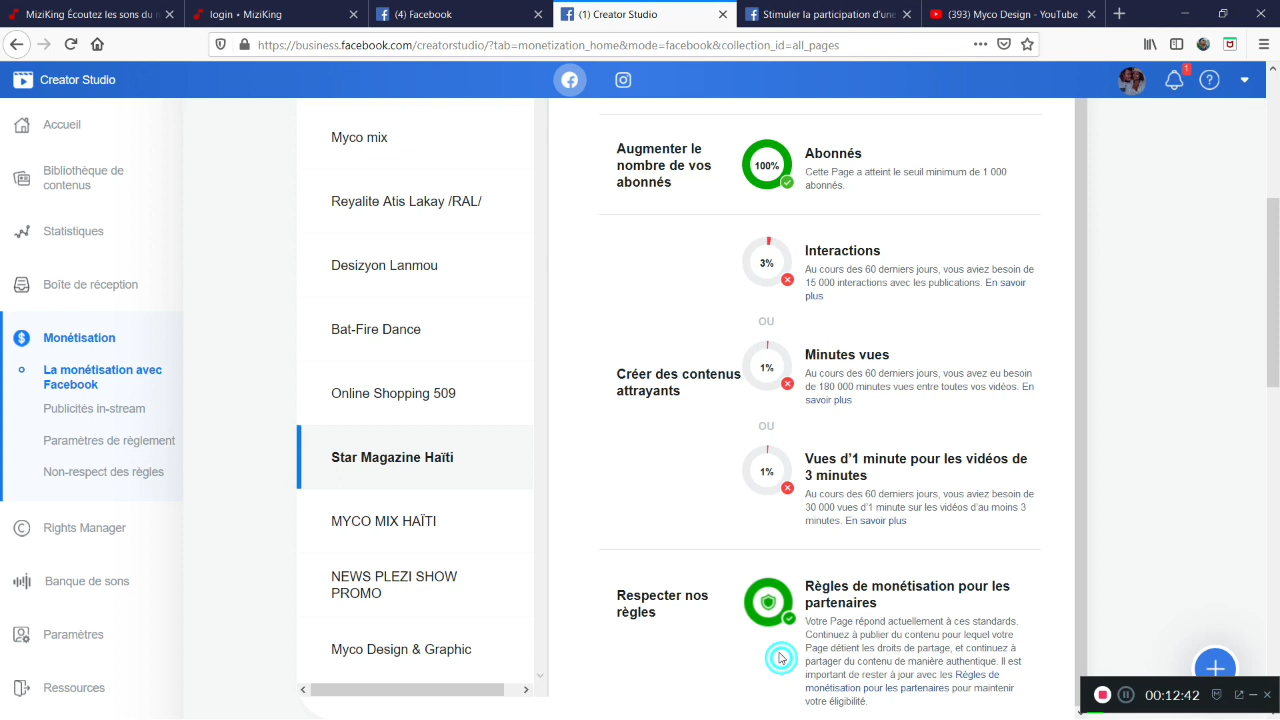 MiziKing Écoutez les sons du n
login • MiziKing
(4) Facebook
(1) Creator Studio
Stimuler la participation d'une
(393) Myco Design - YouTube
https://business.facebook.com/creatorstudio/?tab=monetization_home&mode=facebook&collection_id=all_pages
Creator Studio
1
Accueil
Bibliothèque de
contenus
Statistiques
Boîte de réception
Monétisation
La monétisation avec
Facebook
Publicités in-stream
Paramètres de règlement
Non-respect des règles
Rights Manager
Banque de sons
Paramètres
Ressources
Myco mix
Reyalite Atis Lakay /RAL/
Desizyon Lanmou
Bat-Fire Dance
Online Shopping 509
Star Magazine Haïti
MYCO MIX HAÏTI
NEWS PLEZI SHOW
PROMO
Myco Design & Graphic
Augmenter le
nombre de vos
abonnés
100%
Abonnés
Cette Page a atteint le seuil minimum de 1 000
abonnés.
Créer des contenus
attrayants
3%
Interactions
Au cours des 60 derniers jours, vous aviez besoin de
15 000 interactions avec les publications. En savoir
plus
OU
1%
Minutes vues
Au cours des 60 derniers jours, vous avez eu besoin
de 180 000 minutes vues entre toutes vos vidéos. En
savoir plus
OU
1%
Vues d'1 minute pour les vidéos de
3 minutes
Au cours des 60 derniers jours, vous aviez besoin de
30 000 vues d'1 minute sur les vidéos d'au moins 3
minutes. En savoir plus
Respecter nos
règles
Règles de monétisation pour les
partenaires
Votre Page répond actuellement à ces standards.
Continuez à publier du contenu pour lequel votre
Page détient les droits de partage, et continuez à
partager du contenu de manière authentique. Il est
important de rester à jour avec les Règles de
monétisation pour les partenaires pour maintenir
votre éligibilité.
00:12:42